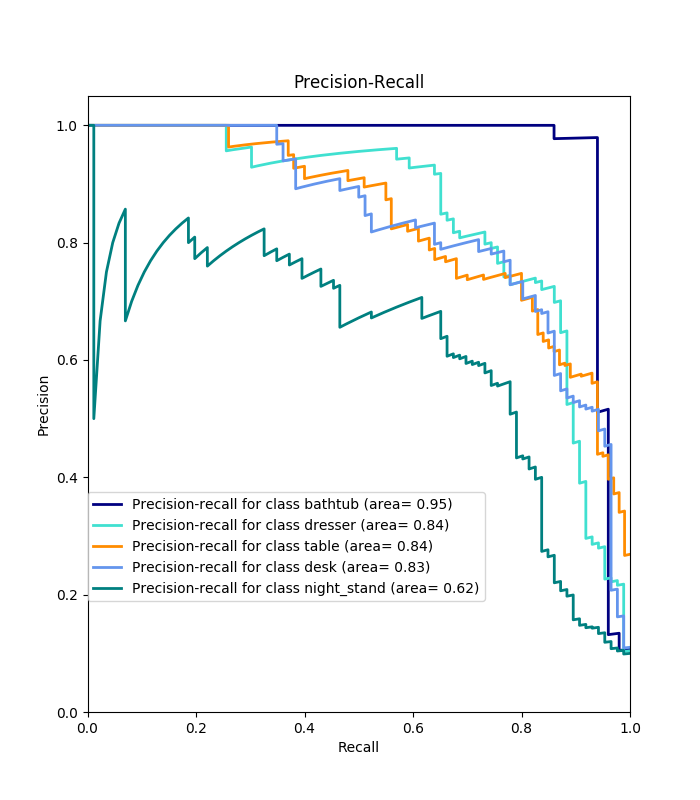 Precision-Recall
1.0
0.8
0.6
0.4
0.2
0.0
Precision
Precision-recall for class bathtub (area= 0.95)
Precision-recall for class dresser (area= 0.84)
Precision-recall for class table (area= 0.84)
Precision-recall for class desk (area= 0.83)
Precision-recall for class night_stand (area= 0.62)
0.0 0.2 0.4 0.6 0.8 1.0
Recall